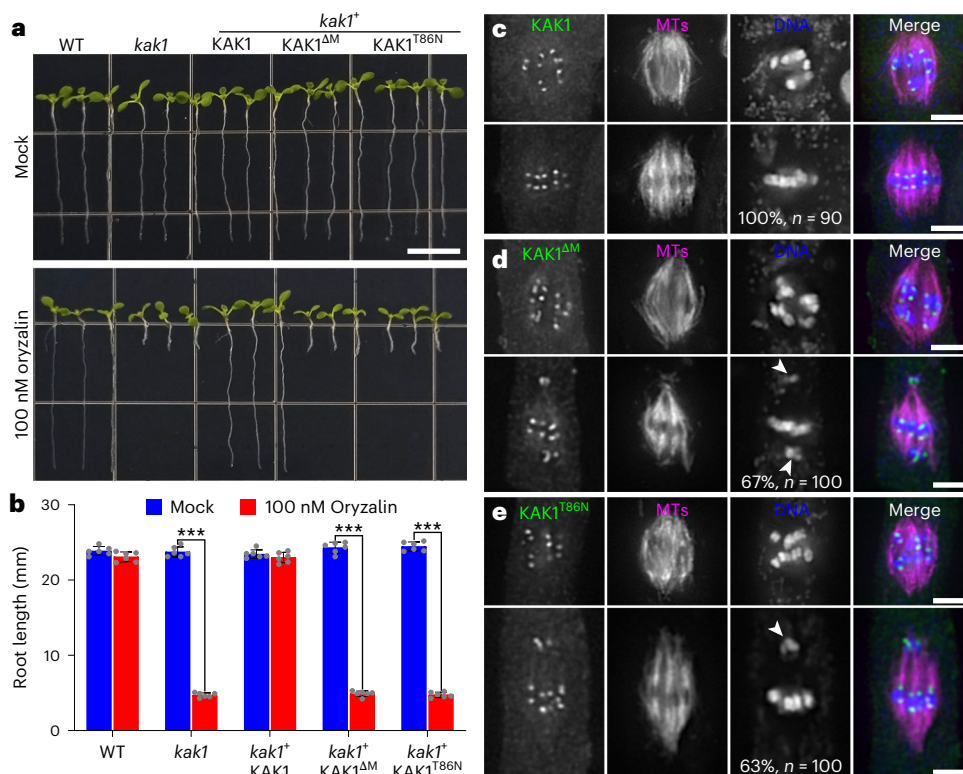 a
kak1+
WT kak1 KAK1 KAK1ΔM KAK1T86N
Mock
100 nM oryzalin
b
Mock 100 nM Oryzalin
Root length (mm)
30
20
10
0
*** *** ***
WT kak1 kak1+ KAK1 kak1+ KAK1ΔM kak1+ KAK1T86N
c
KAK1 MTs DNA Merge
100%, n = 90
d
KAK1ΔM MTs DNA Merge
67%, n = 100
e
KAK1T86N MTs DNA Merge
63%, n = 100